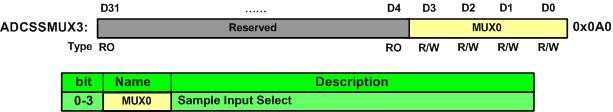 D31 ...... D4 D3 D2 D1 D0
ADCSSMUX3: Reserved MUX0 0x0A0
Type RO RO R/W R/W R/W R/W
bit Name Description
0-3 MUX0 Sample Input Select